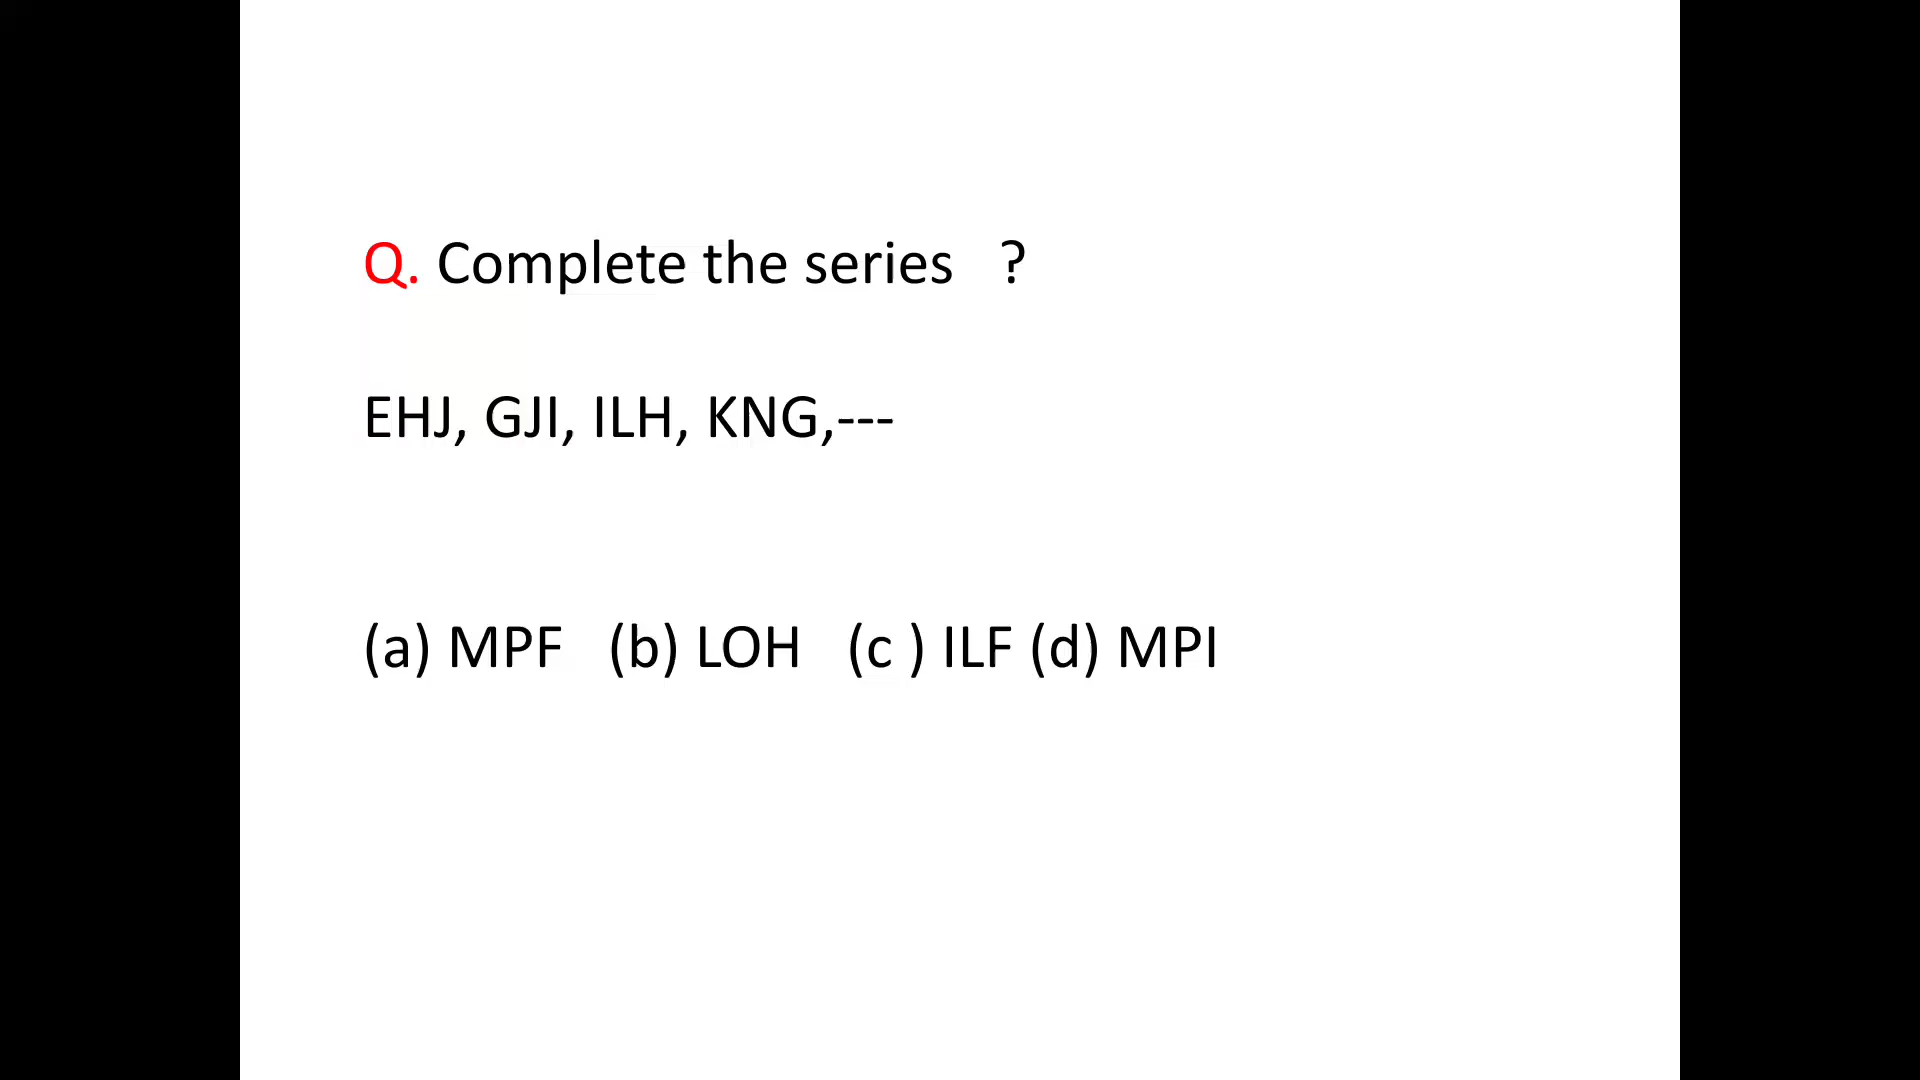 Q. Complete the series   ?
EHJ, GJI, ILH, KNG,---
(a) MPF   (b) LOH   (c ) ILF (d) MPI